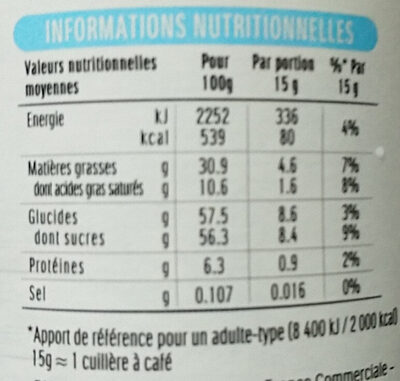 INFORMATIONS NUTRITIONNELLES
Valeurs nutritionnelles moyennes Pour 100g Par portion 15 g %* Par 15 g
Energie kJ 2252 336 4%
kcal 539 80
Matières grasses g 30.9 4.6 7%
dont acides gras saturés g 10.6 1.6 8%
Glucides g 57.5 8.6 3%
dont sucres g 56.3 8.4 9%
Protéines g 6.3 0.9 2%
Sel g 0.107 0.016 0%
*Apport de référence pour un adulte-type (8 400 kJ / 2 000 kcal)
15g ≈ 1 cuillère à café
Commerciale -